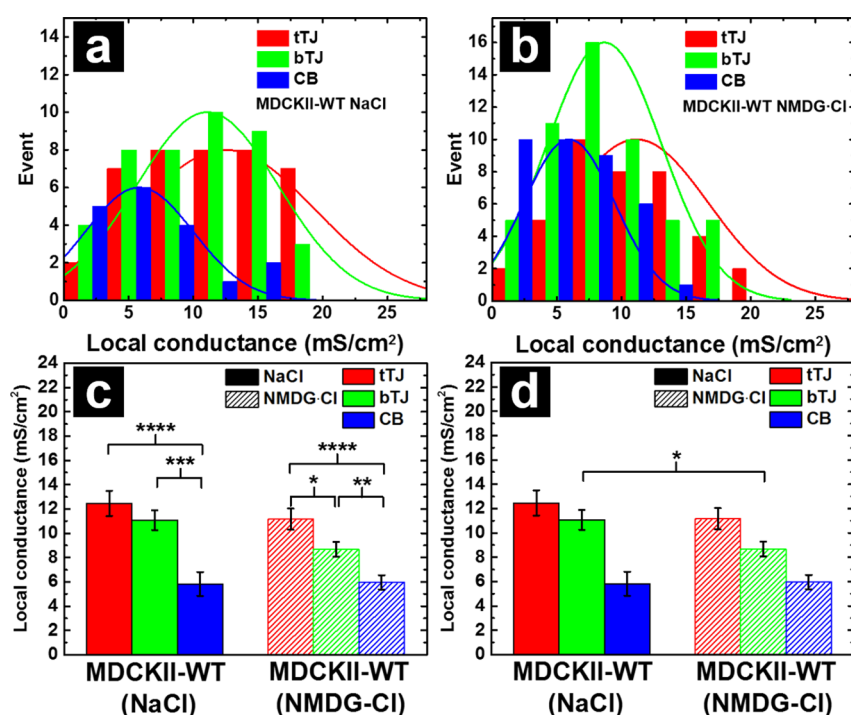 a
tTJ
bTJ
CB
MDCKII-WT NaCl
Event
14
12
10
8
6
4
2
0
0 5 10 15 20 25
Local conductance (mS/cm²)
b
tTJ
bTJ
CB
MDCKII-WT NMDG·Cl
Event
16
14
12
10
8
6
4
2
0
0 5 10 15 20 25
Local conductance (mS/cm²)
c
NaCl
NMDG·Cl
tTJ
bTJ
CB
Local conductance (mS/cm²)
24
22
20
18
16
14
12
10
8
6
4
2
0
****
***
****
*
**
MDCKII-WT
(NaCl)
MDCKII-WT
(NMDG-Cl)
d
NaCl
NMDG·Cl
tTJ
bTJ
CB
Local conductance (mS/cm²)
24
22
20
18
16
14
12
10
8
6
4
2
0
*
MDCKII-WT
(NaCl)
MDCKII-WT
(NMDG-Cl)